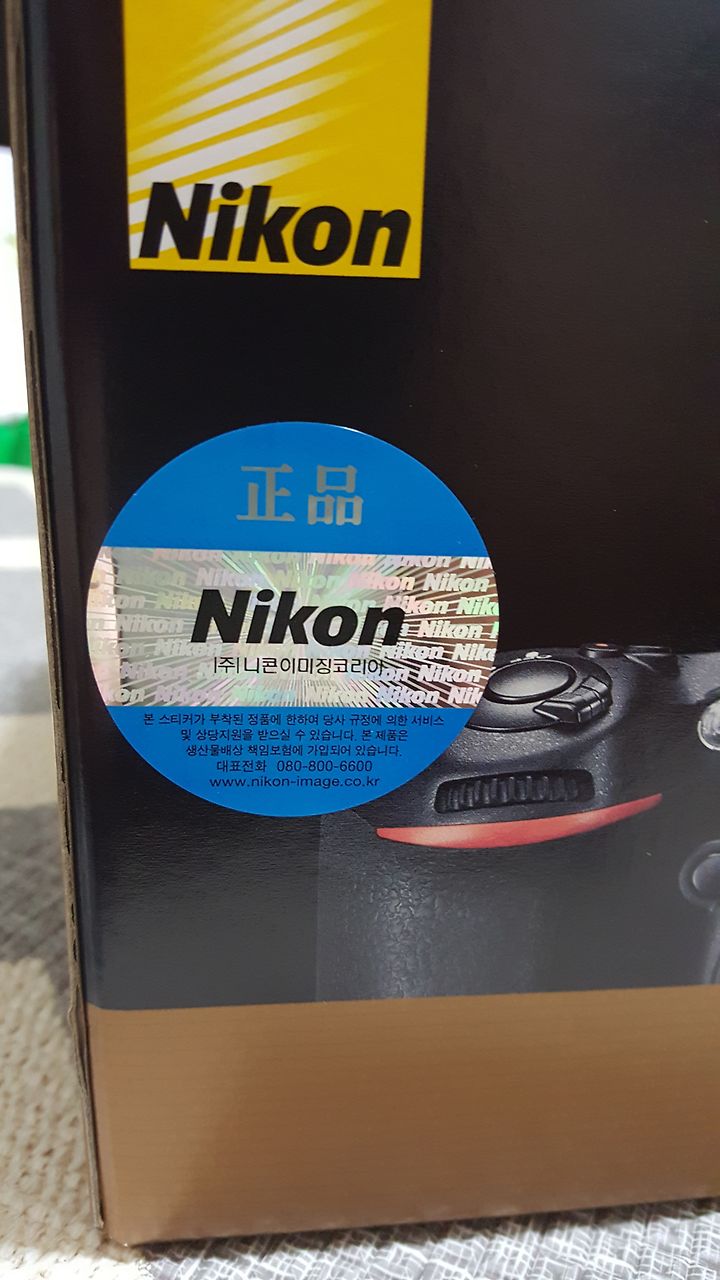 Nikon
正品
Nikon
(주)니콘이미징코리아
본 스티커가 부착된 정품에 한하여 당사 규정에 의한 서비스
및 상당지원을 받으실 수 있습니다. 본 제품은
생산물배상 책임보험에 가입되어 있습니다.
대표전화 080-800-6600
www.nikon-image.co.kr